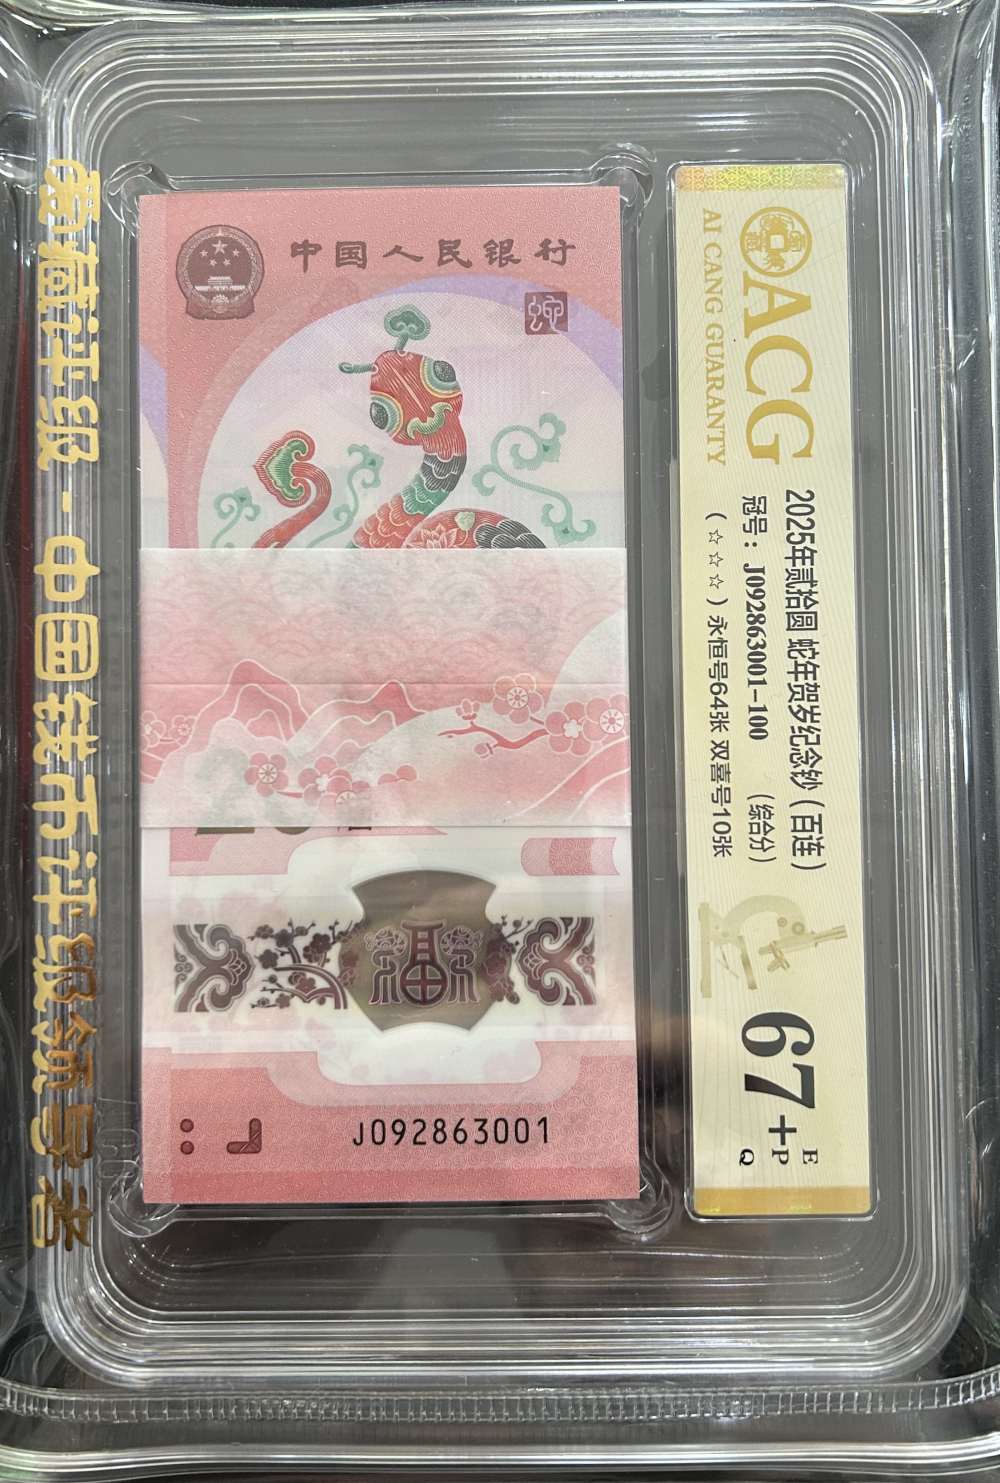 爱藏评级 - 中国钱币评级领导者
中国人民银行
蛇
福
J092863001
ACG
AI CANG GUARANTY
2025年贰拾圆 蛇年贺岁纪念钞（百连）
冠号：J092863001-100 （综合分）
（☆☆☆）永恒号64张 双喜号10张
67+
E
P
Q